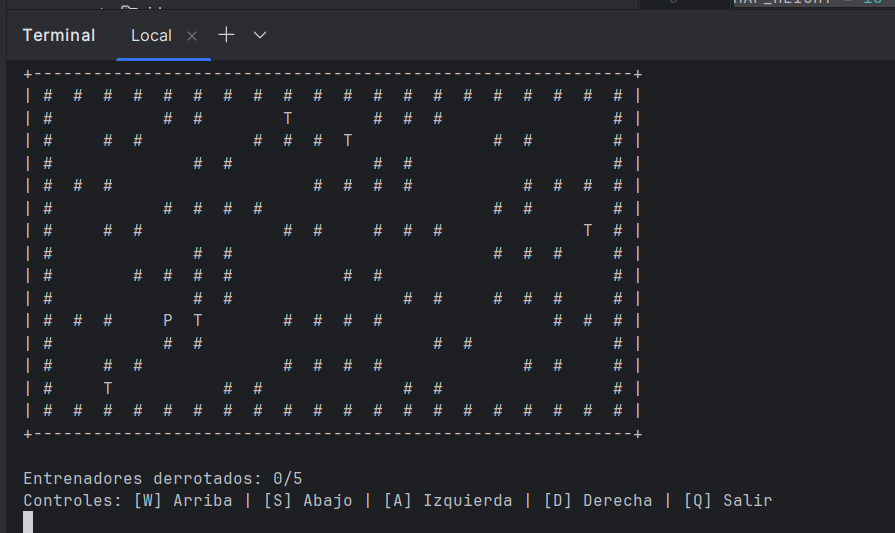 Terminal Local × + ∨
+------------------------------------------------------------+
| #  #  #  #  #  #  #  #  #  #  #  #  #  #  #  #  #  #  #  # |
| #           #  #        T        #  #  #                 # |
| #     #  #           #  #  #  T              #  #        # |
| #              #  #              #  #                    # |
| #  #  #                    #  #  #  #           #  #  #  # |
| #           #  #  #  #                       #  #        # |
| #     #  #              #  #     #  #  #              T  # |
| #              #  #                          #  #  #     # |
| #        #  #  #  #           #  #                       # |
| #              #  #                 #  #     #  #  #     # |
| #  #  #     P  T        #  #  #  #                 #  #  # |
| #           #  #                       #  #              # |
| #     #  #              #  #  #  #              #  #     # |
| #     T           #  #              #  #                 # |
| #  #  #  #  #  #  #  #  #  #  #  #  #  #  #  #  #  #  #  # |
+------------------------------------------------------------+
Entrenadores derrotados: 0/5
Controles: [W] Arriba | [S] Abajo | [A] Izquierda | [D] Derecha | [Q] Salir